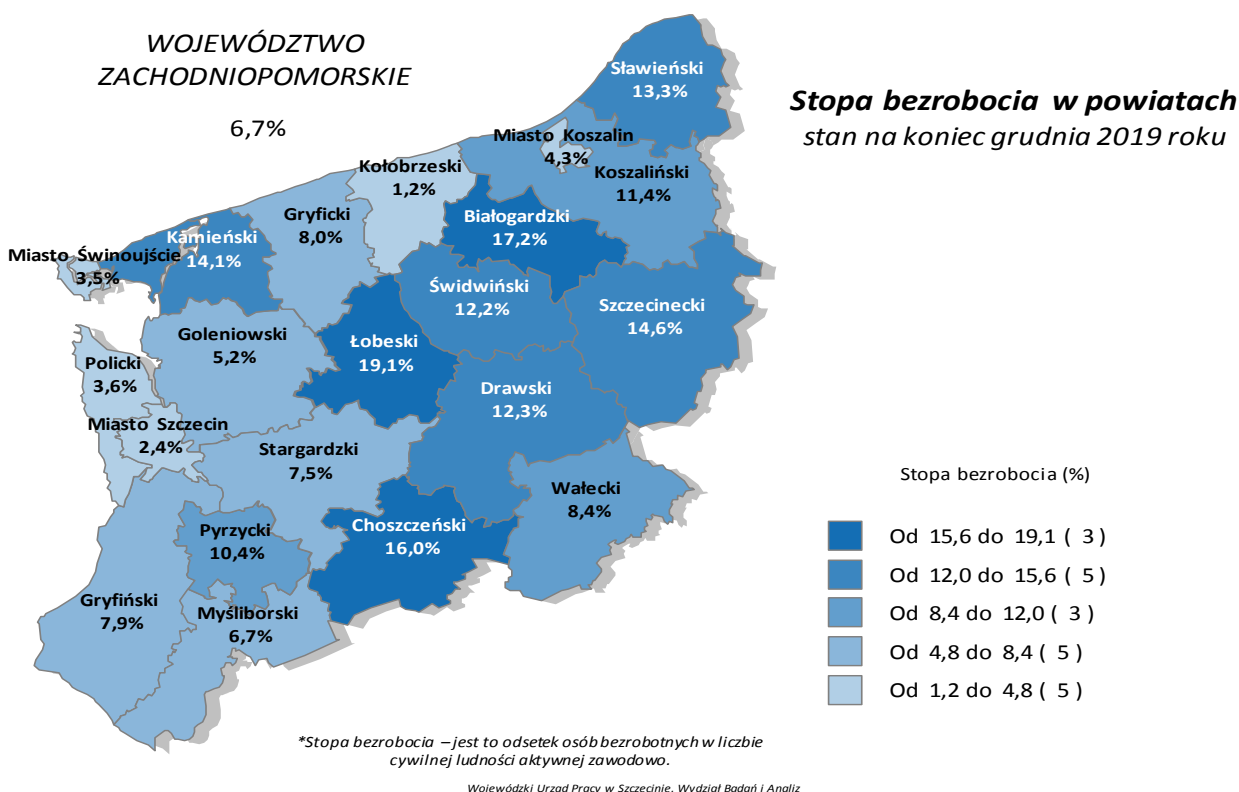 WOJEWÓDZTWO
ZACHODNIOPOMORSKIE
6,7%
Stopa bezrobocia w powiatach
stan na koniec grudnia 2019 roku
Sławieński
13,3%
Miasto Koszalin
4,3%
Koszaliński
11,4%
Kołobrzeski
1,2%
Gryficki
8,0%
Białogardzki
17,2%
Kamieński
14,1%
Miasto Świnoujście
3,5%
Świdwiński
12,2%
Szczecinecki
14,6%
Goleniowski
5,2%
Łobeski
19,1%
Policki
3,6%
Drawski
12,3%
Miasto Szczecin
2,4%
Stargardzki
7,5%
Wałecki
8,4%
Choszczeński
16,0%
Pyrzycki
10,4%
Gryfiński
7,9%
Myśliborski
6,7%
Stopa bezrobocia (%)
Od 15,6 do 19,1 ( 3 )
Od 12,0 do 15,6 ( 5 )
Od 8,4 do 12,0 ( 3 )
Od 4,8 do 8,4 ( 5 )
Od 1,2 do 4,8 ( 5 )
*Stopa bezrobocia – jest to odsetek osób bezrobotnych w liczbie
cywilnej ludności aktywnej zawodowo.
Wojewódzki Urząd Pracy w Szczecinie, Wydział Badań i Analiz